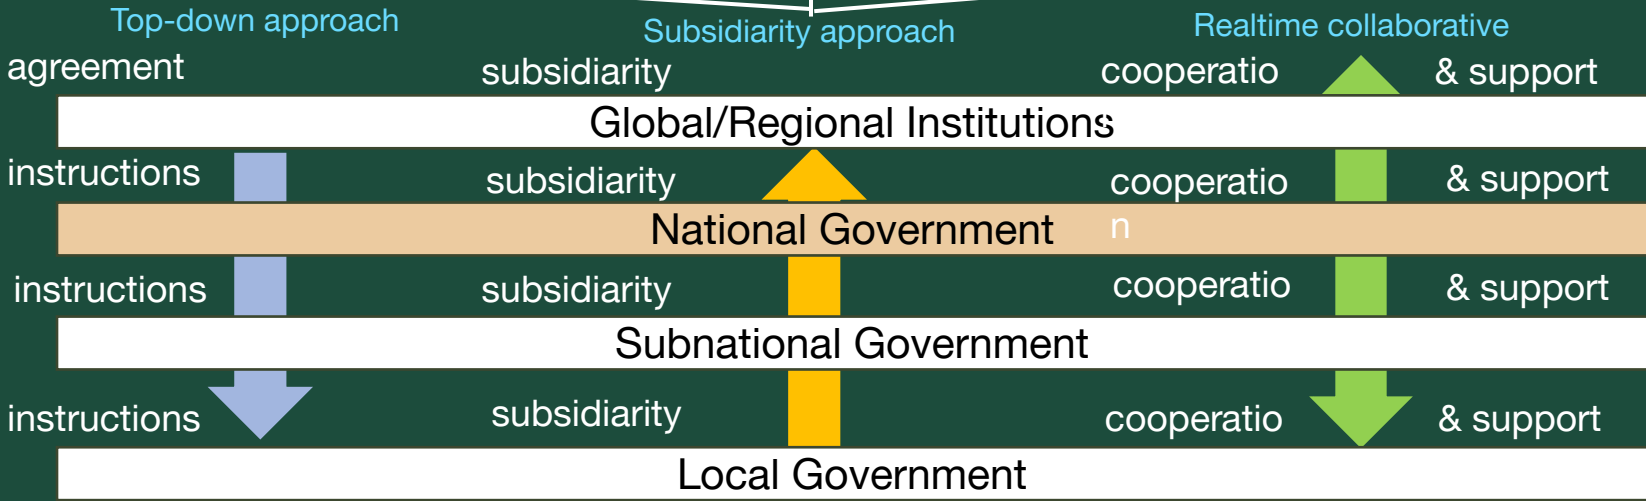 Top-down approach
Subsidiarity approach
Realtime collaborative
agreement
subsidiarity
cooperatio
& support
Global/Regional Institutions
instructions
subsidiarity
cooperatio
n
& support
National Government
instructions
subsidiarity
cooperatio
& support
Subnational Government
instructions
subsidiarity
cooperatio
& support
Local Government